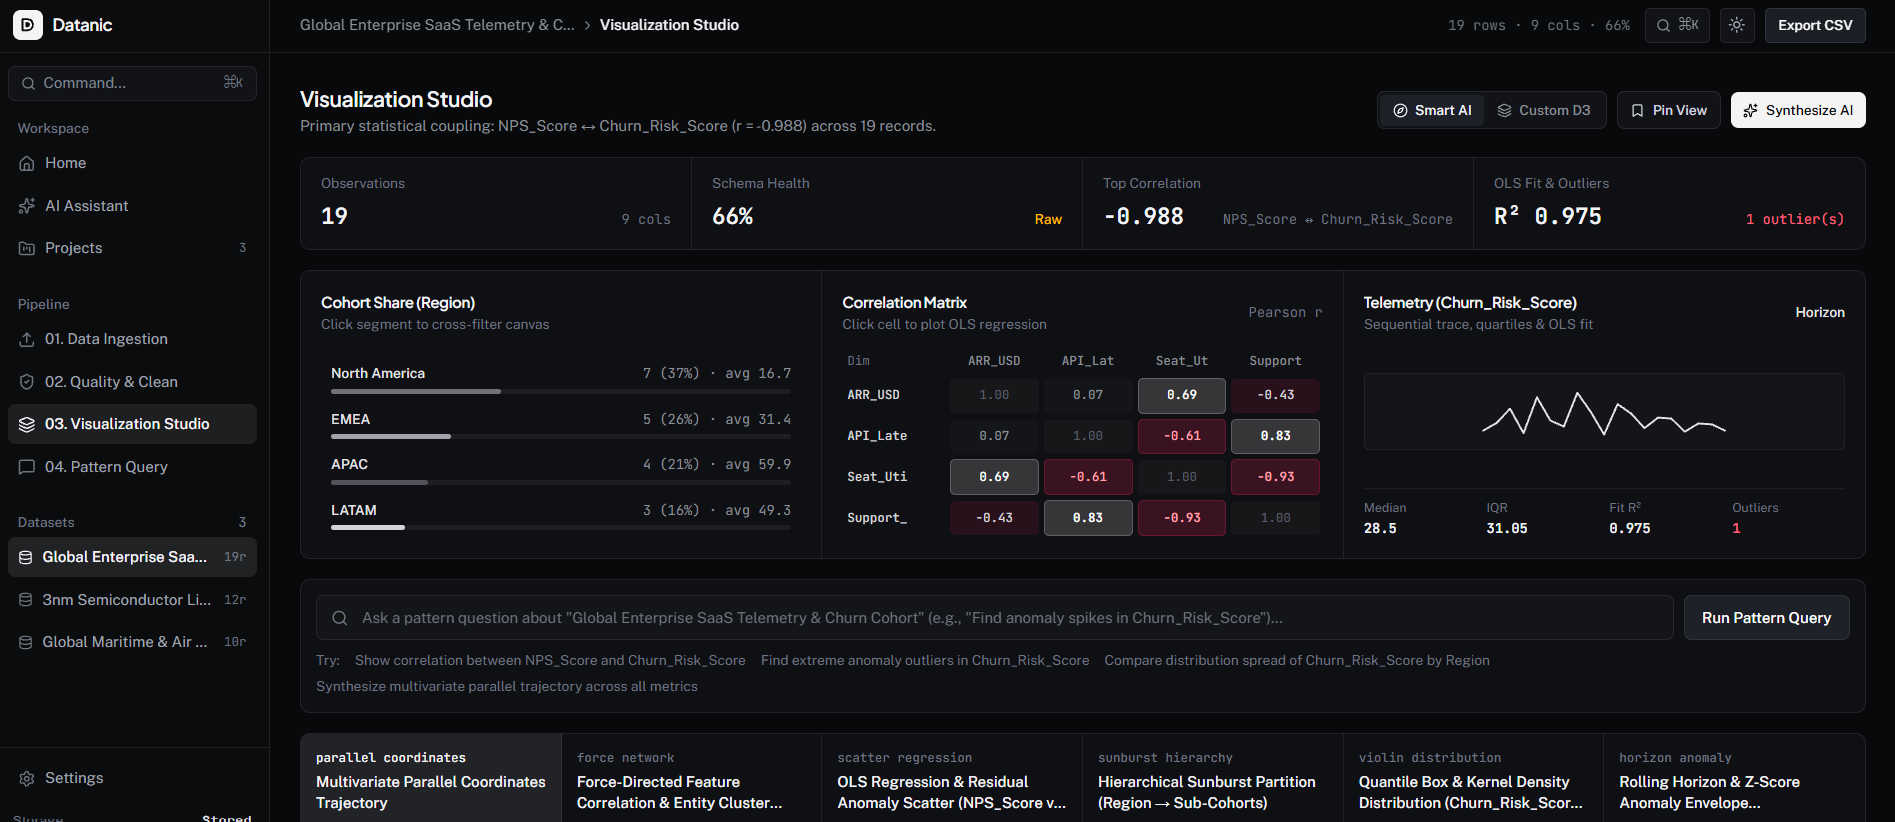 Datanic
Global Enterprise SaaS Telemetry & C... > Visualization Studio
19 rows · 9 cols · 66%
⌘K
Export CSV
Command... ⌘K
Workspace
Home
AI Assistant
Projects 3
Pipeline
01. Data Ingestion
02. Quality & Clean
03. Visualization Studio
04. Pattern Query
Datasets 3
Global Enterprise Saa... 19r
3nm Semiconductor Li... 12r
Global Maritime & Air ... 10r
Settings
Storage Stored
Visualization Studio
Primary statistical coupling: NPS_Score ↔ Churn_Risk_Score (r = -0.988) across 19 records.
Smart AI
Custom D3
Pin View
Synthesize AI
Observations
19 9 cols
Schema Health
66% Raw
Top Correlation
-0.988 NPS_Score ↔ Churn_Risk_Score
OLS Fit & Outliers
R² 0.975 1 outlier(s)
Cohort Share (Region)
Click segment to cross-filter canvas
North America 7 (37%) · avg 16.7
EMEA 5 (26%) · avg 31.4
APAC 4 (21%) · avg 59.9
LATAM 3 (16%) · avg 49.3
Correlation Matrix
Click cell to plot OLS regression
Pearson r
Dim ARR_USD API_Lat Seat_Ut Support
ARR_USD 1.00 0.07 0.69 -0.43
API_Late 0.07 1.00 -0.61 0.83
Seat_Uti 0.69 -0.61 1.00 -0.93
Support_ -0.43 0.83 -0.93 1.00
Telemetry (Churn_Risk_Score)
Sequential trace, quartiles & OLS fit
Horizon
Median IQR Fit R² Outliers
28.5 31.05 0.975 1
Ask a pattern question about "Global Enterprise SaaS Telemetry & Churn Cohort" (e.g., "Find anomaly spikes in Churn_Risk_Score")...
Run Pattern Query
Try: Show correlation between NPS_Score and Churn_Risk_Score Find extreme anomaly outliers in Churn_Risk_Score Compare distribution spread of Churn_Risk_Score by Region
Synthesize multivariate parallel trajectory across all metrics
parallel coordinates
Multivariate Parallel Coordinates
Trajectory
force network
Force-Directed Feature
Correlation & Entity Cluster...
scatter regression
OLS Regression & Residual
Anomaly Scatter (NPS_Score v...
sunburst hierarchy
Hierarchical Sunburst Partition
(Region → Sub-Cohorts)
violin distribution
Quantile Box & Kernel Density
Distribution (Churn_Risk_Scor...
horizon anomaly
Rolling Horizon & Z-Score
Anomaly Envelope...